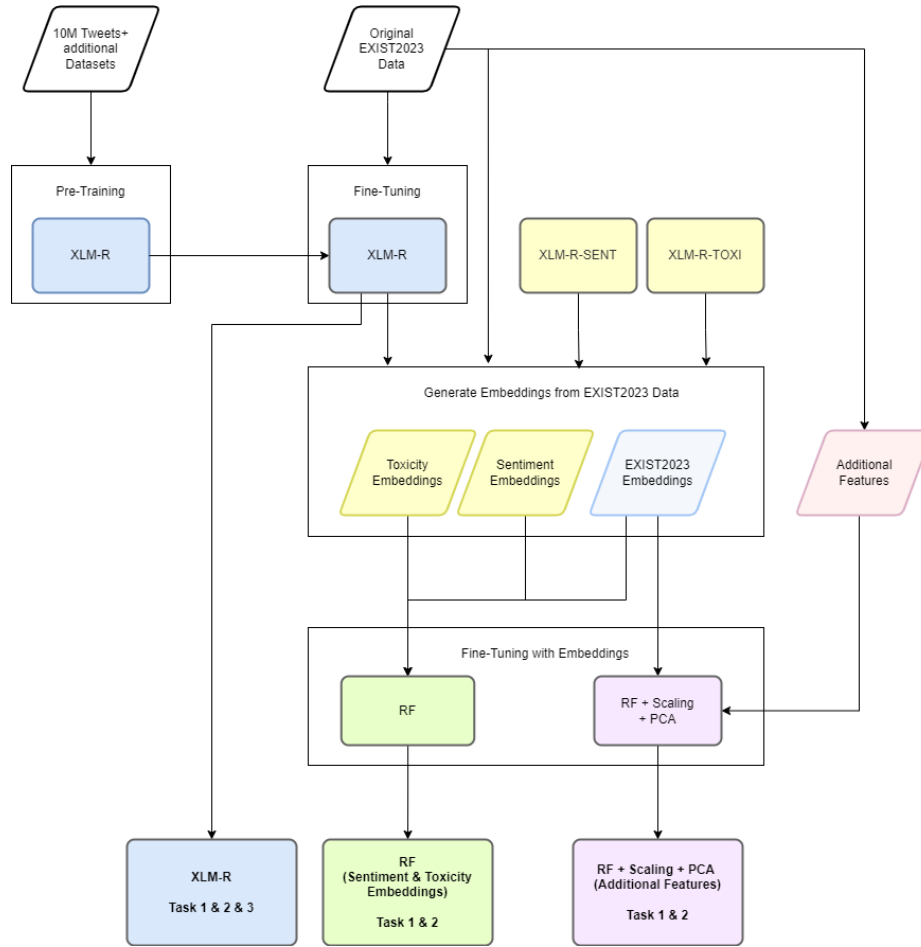 10M Tweets+
additional
Datasets
Original
EXIST2023
Data
Pre-Training
Fine-Tuning
XLM-R
XLM-R
XLM-R-SENT
XLM-R-TOXI
Generate Embeddings from EXIST2023 Data
Toxicity
Embeddings
Sentiment
Embeddings
EXIST2023
Embeddings
Additional
Features
Fine-Tuning with Embeddings
RF
RF + Scaling
+ PCA
XLM-R
Task 1 & 2 & 3
RF
(Sentiment & Toxicity
Embeddings)
Task 1 & 2
RF + Scaling + PCA
(Additional Features)
Task 1 & 2